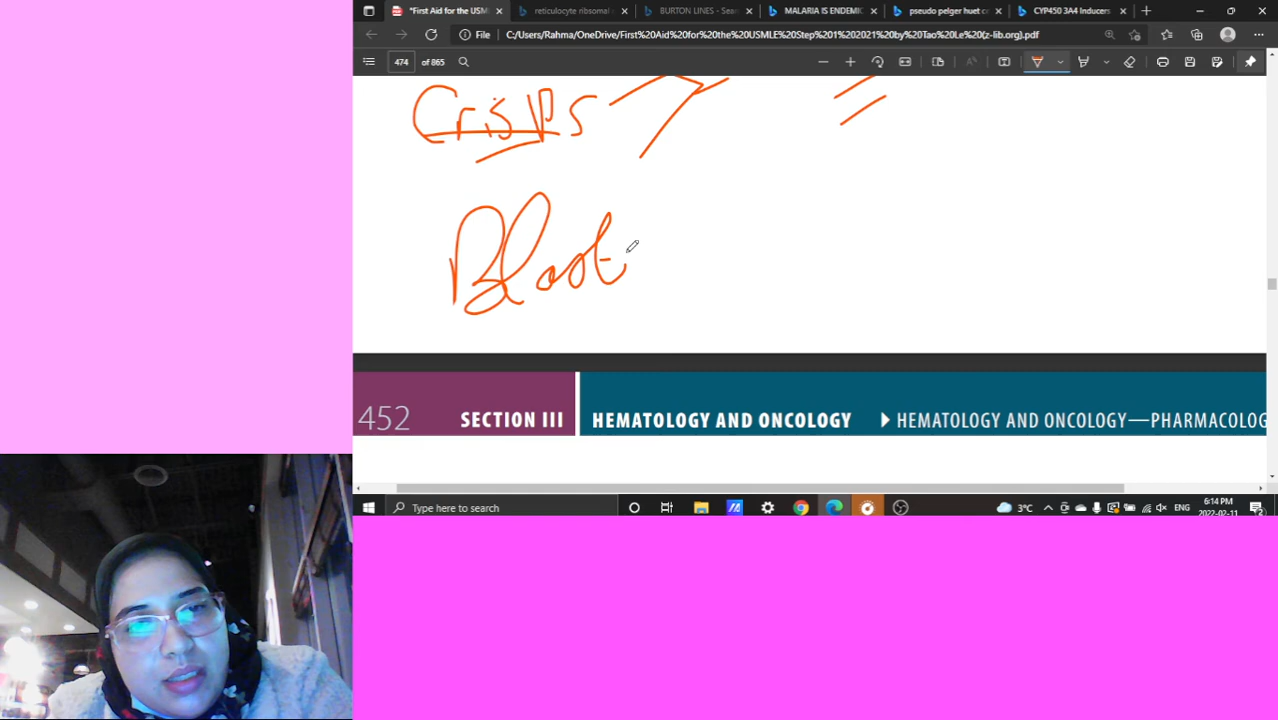 "First Aid for the USM
reticulocyte ribsomal
BURTON LINES - Sea
MALARIA IS ENDEMIC
pseudo pelger huet c
CYP450 3A4 Inducers
File C:/Users/Rahma/OneDrive/First%20Aid%20for%20the%20USMLE%20Step%201%202021%20by%20Tao%20Le%20(z-lib.org).pdf
474 of 865
Crisps
Blast
452 SECTION III HEMATOLOGY AND ONCOLOGY HEMATOLOGY AND ONCOLOGY—PHARMACOLOG
Type here to search
3°C ENG 6:14 PM
2022-02-11